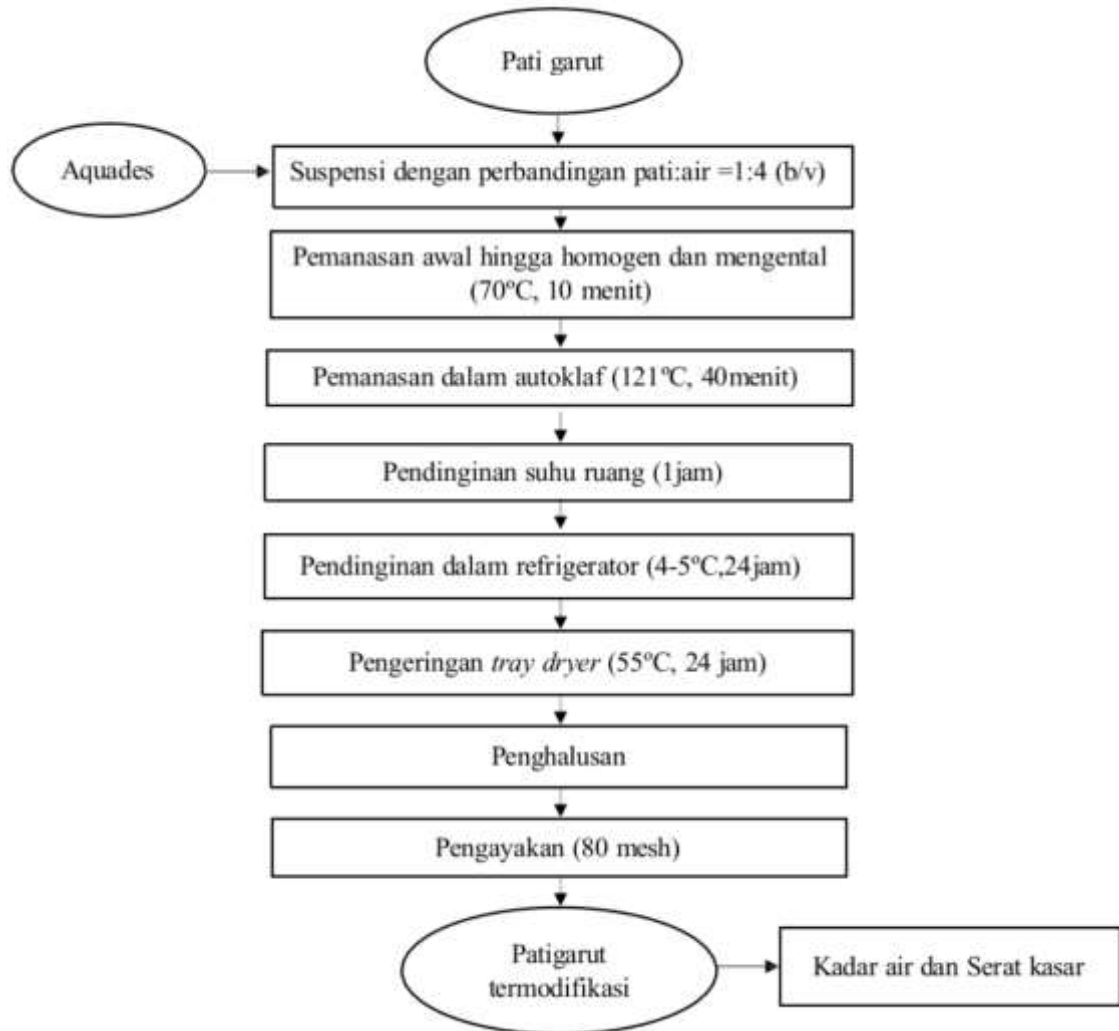 Pati garut
Aquades
Suspensi dengan perbandingan pati:air =1:4 (b/v)
Pemanasan awal hingga homogen dan mengental
(70ºC, 10 menit)
Pemanasan dalam autoklaf (121ºC, 40menit)
Pendinginan suhu ruang (1jam)
Pendinginan dalam refrigerator (4-5ºC,24jam)
Pengeringan tray dryer (55ºC, 24 jam)
Penghalusan
Pengayakan (80 mesh)
Patigarut
termodifikasi
Kadar air dan Serat kasar